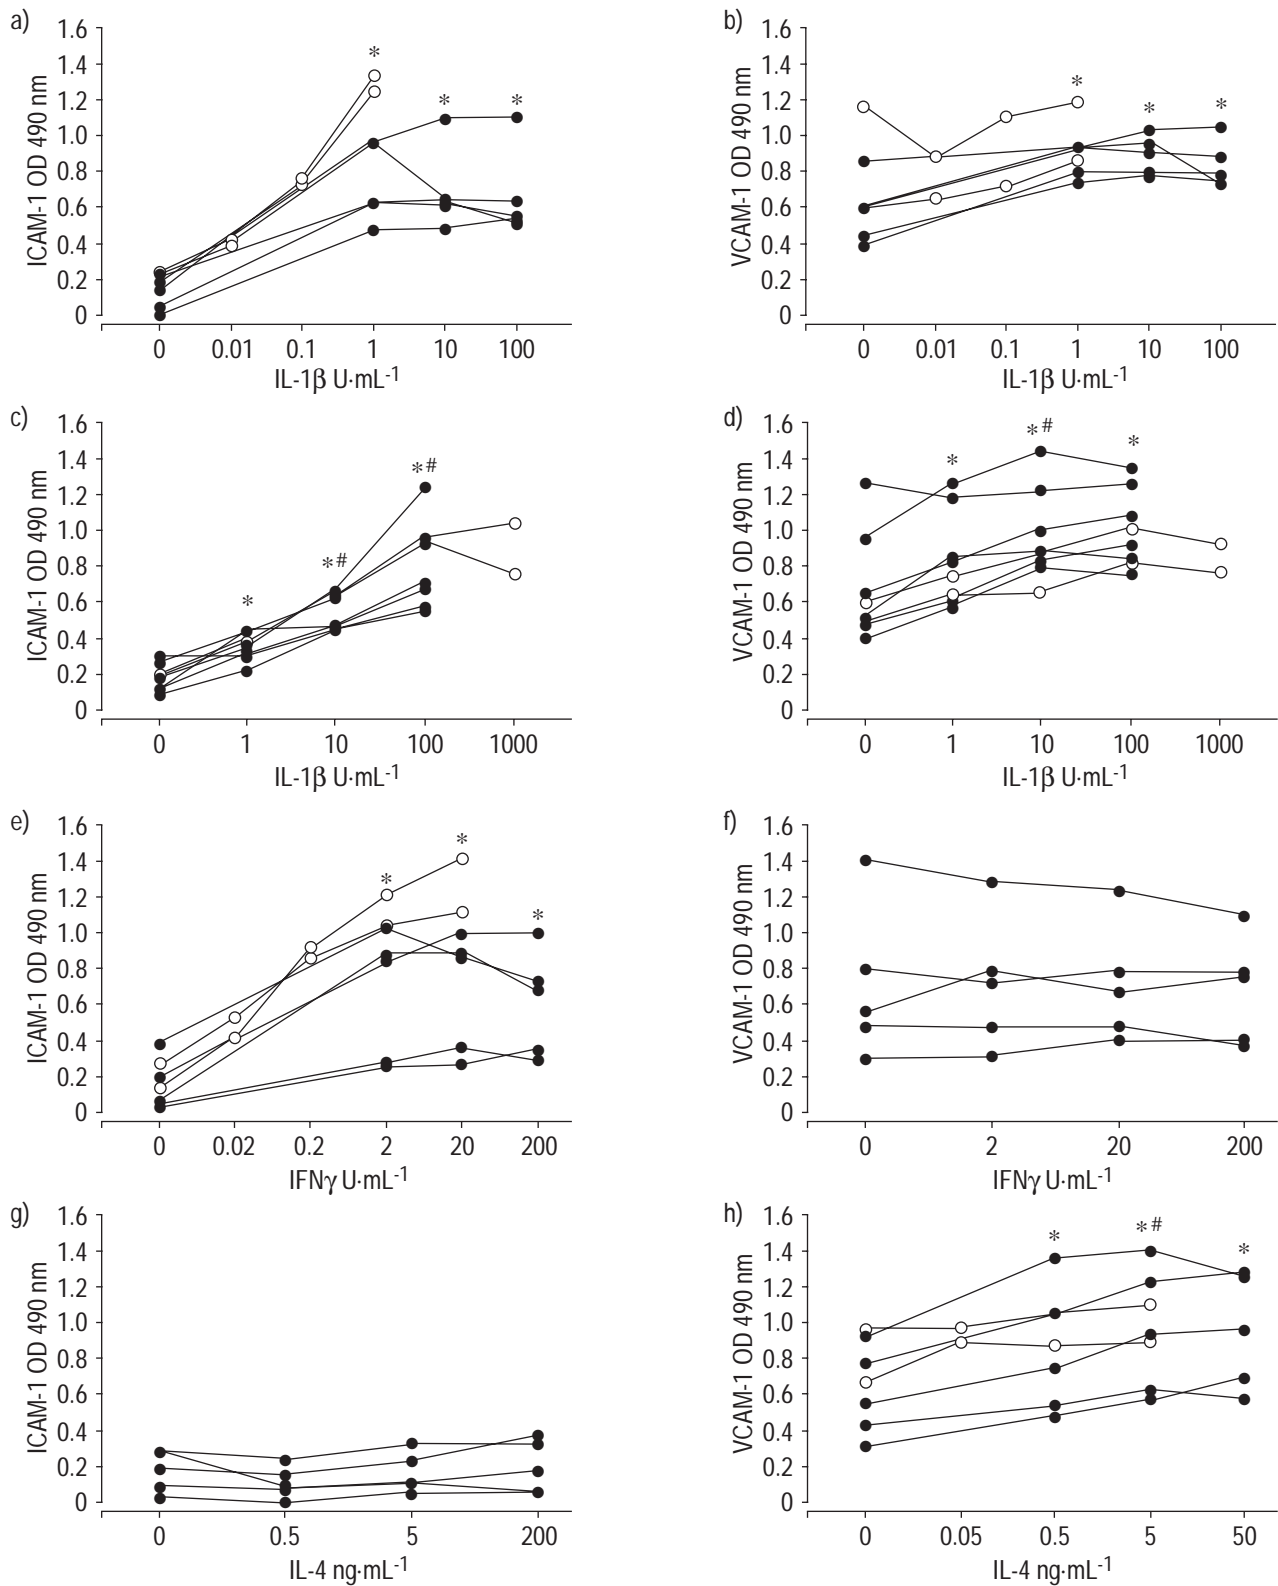 a)
ICAM-1 OD 490 nm
1.6
1.4
1.2
1.0
0.8
0.6
0.4
0.2
0
*
*
*
0 0.01 0.1 1 10 100
IL-1β U·mL-1
b)
VCAM-1 OD 490 nm
1.6
1.4
1.2
1.0
0.8
0.6
0.4
0.2
0
*
*
*
0 0.01 0.1 1 10 100
IL-1β U·mL-1
c)
ICAM-1 OD 490 nm
1.6
1.4
1.2
1.0
0.8
0.6
0.4
0.2
0
*
*#
*#
0 1 10 100 1000
IL-1β U·mL-1
d)
VCAM-1 OD 490 nm
1.6
1.4
1.2
1.0
0.8
0.6
0.4
0.2
0
*
*#
*
0 1 10 100 1000
IL-1β U·mL-1
e)
ICAM-1 OD 490 nm
1.6
1.4
1.2
1.0
0.8
0.6
0.4
0.2
0
*
*
*
0 0.02 0.2 2 20 200
IFNγ U·mL-1
f)
VCAM-1 OD 490 nm
1.6
1.4
1.2
1.0
0.8
0.6
0.4
0.2
0
0 2 20 200
IFNγ U·mL-1
g)
ICAM-1 OD 490 nm
1.6
1.4
1.2
1.0
0.8
0.6
0.4
0.2
0
0 0.5 5 200
IL-4 ng·mL-1
h)
VCAM-1 OD 490 nm
1.6
1.4
1.2
1.0
0.8
0.6
0.4
0.2
0
*
*#
*
0 0.05 0.5 5 50
IL-4 ng·mL-1